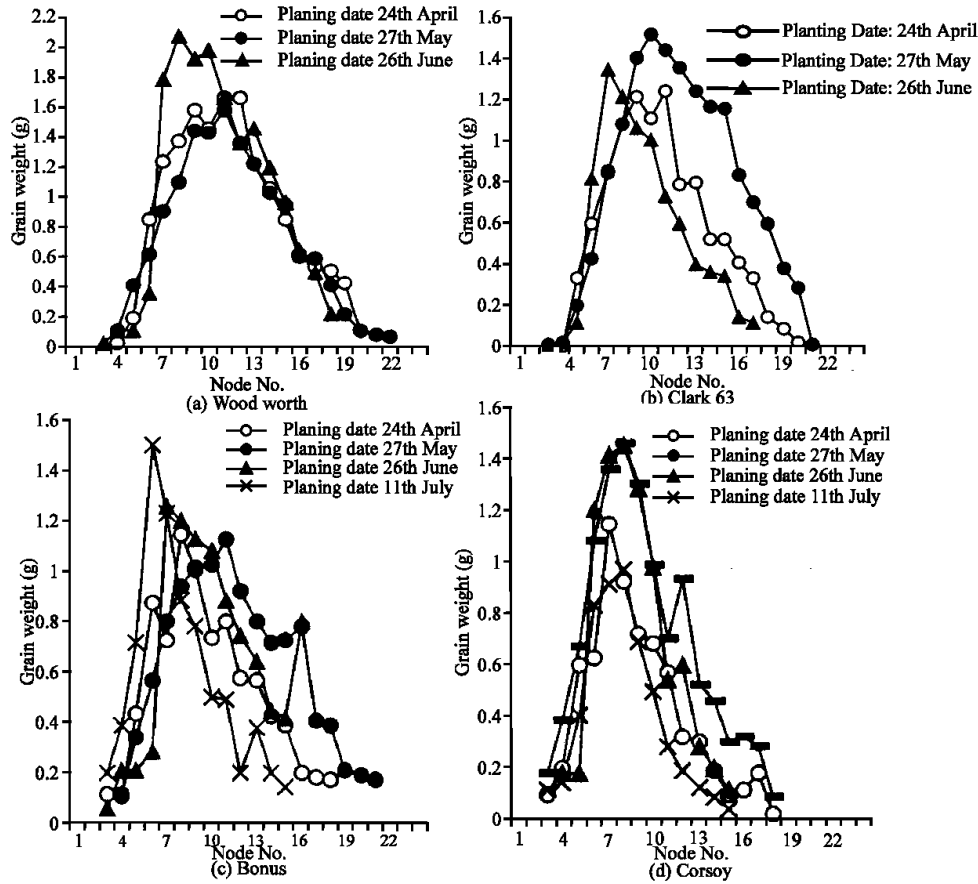 Grain weight (g)
2.2
2.
1.8
1.6
1.4
1.2
1
0.8
0.6
0.4
0.2
0
Planing date 24th April
Planing date 27th May
Planing date 26th June
1 4 7 10 13 16 19 22
Node No.
(a) Wood worth
Grain weight (g)
1.6
1.4
1.2
1
0.8
0.6
0.4
0.2
0
Planting Date: 24th April
Planting Date: 27th May
Planting Date: 26th June
1 4 7 10 13 16 19 22
Node No.
(b) Clark 63
Grain weight (g)
1.6
1.4
1.2
1
0.8
0.6
0.4
0.2
0
Planing date 24th April
Planing date 27th May
Planing date 26th June
Planing date 11th July
1 4 7 10 13 16 19 22
Node No.
(c) Bonus
Grain weight (g)
1.6
1.4
1.2
1
0.8
0.6
0.4
0.2
0
Planing date 24th April
Planing date 27th May
Planing date 26th June
Planing date 11th July
1 4 7 10 13 16 19 22
Node No.
(d) Corsoy